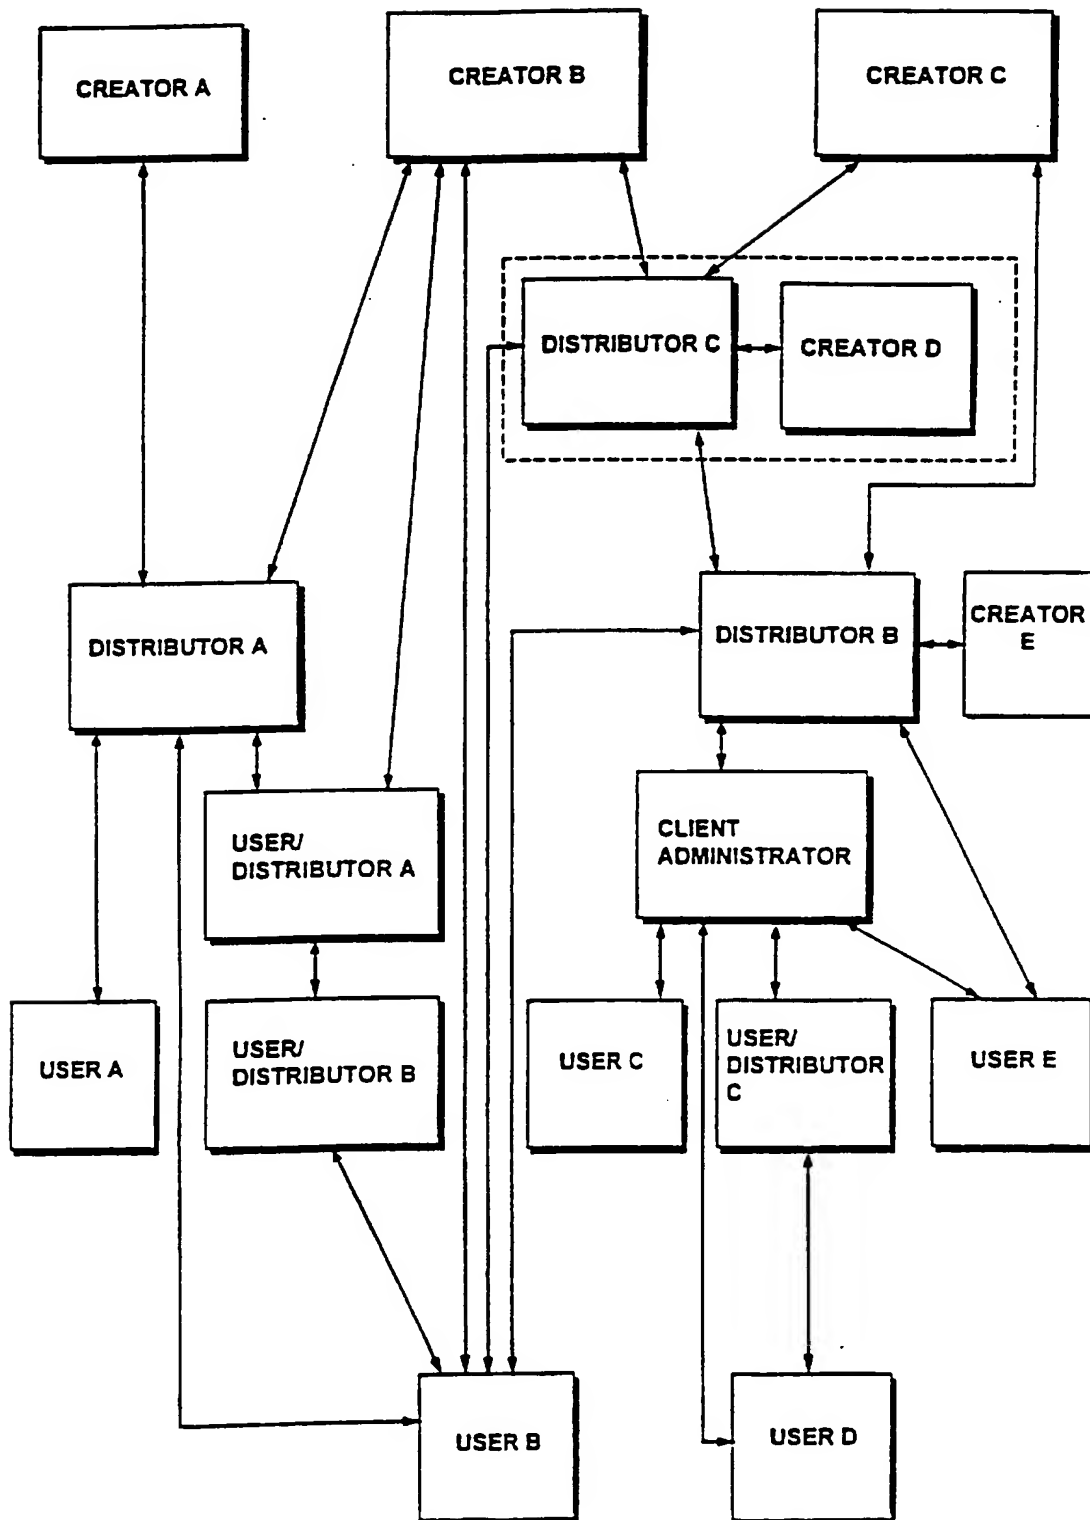 CREATOR A
CREATOR B
CREATOR C
DISTRIBUTOR C
CREATOR D
DISTRIBUTOR A
DISTRIBUTOR B
CREATOR
E
USER/
DISTRIBUTOR A
CLIENT
ADMINISTRATOR
USER A
USER/
DISTRIBUTOR B
USER C
USER/
DISTRIBUTOR
C
USER E
USER B
USER D